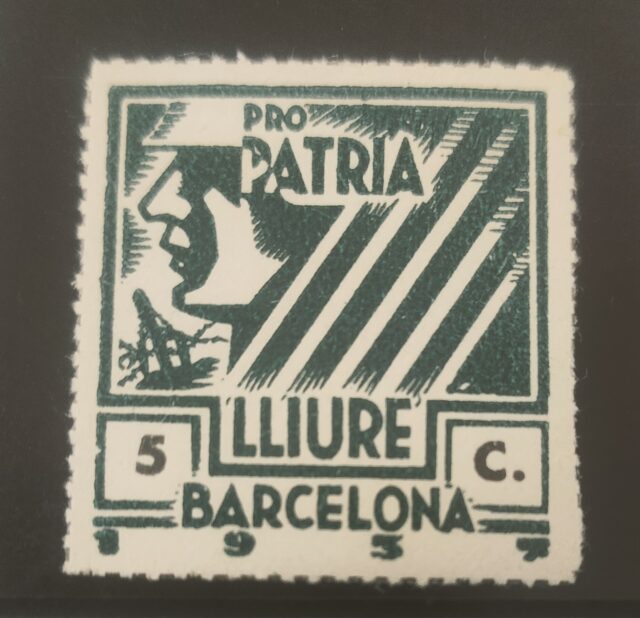 PRO
PATRIA
LLIURE
5 C.
BARCELONA
1937